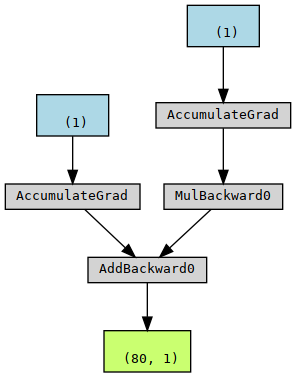 (1)
AccumulateGrad
(1)
AccumulateGrad
MulBackward0
AddBackward0
(80, 1)